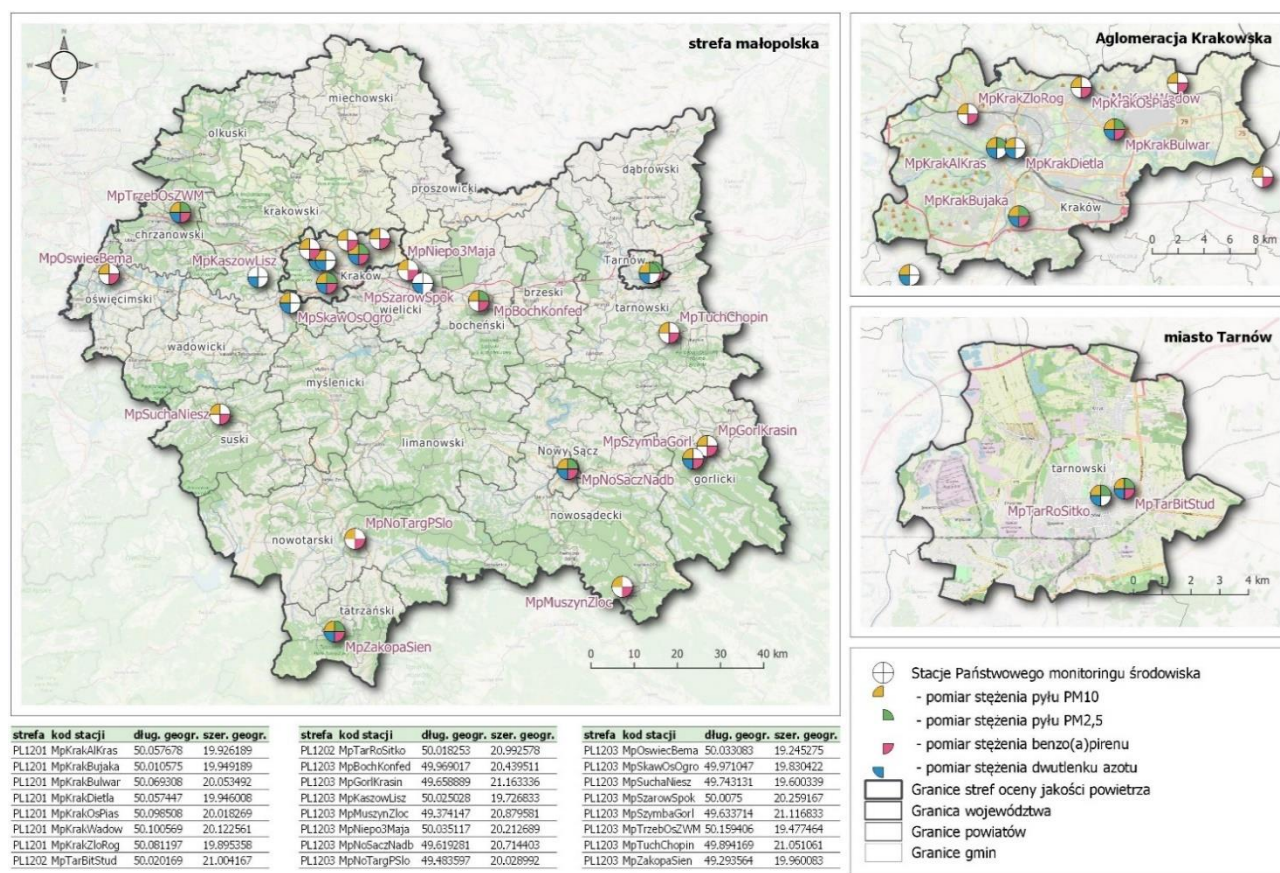 strefa małopolska
N
W
E
S
miechowski
olkuski
dąbrowski
proszowicki
MpTrzebOsZWM
krakowski
chrzanowski
MpOswiecBema
MpKaszowLisz
MpNiepo3Maja
Tarnów
Kraków
oświęcimski
MpSzarowSpok
brzeski
MpBochKonfed
tarnowski
MpSkawOsOgro
wielicki
bocheński
MpTuchChopin
wadowicki
myślenicki
MpSuchaNiesz
suski
limanowski
MpSzymbaGorl
MpGorlKrasin
Nowy Sącz
MpNoSaczNadb
gorlicki
nowosądecki
MpNoTargPSlo
nowotarski
MpMuszynZloc
tatrzański
MpZakopaSien
0 10 20 30 40 km
Aglomeracja Krakowska
MpKrakZloRog
MpKrakWadow
MpKrakOsPias
79
75
MpKrakBulwar
MpKrakAlKras
MpKrakDietla
MpKrakBujaka
Kraków
0 2 4 6 8 km
miasto Tarnów
tarnowski
MpTarRoSitko
MpTarBitStud
0 1 2 4 km
Stacje Państwowego monitoringu środowiska
- pomiar stężenia pyłu PM10
- pomiar stężenia pyłu PM2,5
- pomiar stężenia benzo(a)pirenu
- pomiar stężenia dwutlenku azotu
Granice stref oceny jakości powietrza
Granica województwa
Granice powiatów
Granice gmin
strefa kod stacji dług. geogr. szer. geogr.
PL1201 MpKrakAlKras 50.057678 19.926189
PL1201 MpKrakBujaka 50.010575 19.949189
PL1201 MpKrakBulwar 50.069308 20.053492
PL1201 MpKrakDietla 50.057447 19.946008
PL1201 MpKrakOsPias 50.098508 20.018269
PL1201 MpKrakWadow 50.100569 20.122561
PL1201 MpKrakZloRog 50.081197 19.895358
PL1202 MpTarBitStud 50.020169 21.004167
strefa kod stacji dług. geogr. szer. geogr.
PL1202 MpTarRoSitko 50.018253 20.992578
PL1203 MpBochKonfed 49.969017 20.439511
PL1203 MpGorlKrasin 49.658889 21.163336
PL1203 MpKaszowLisz 50.025028 19.726833
PL1203 MpMuszynZloc 49.374147 20.879581
PL1203 MpNiepo3Maja 50.035117 20.212689
PL1203 MpNoSaczNadb 49.619281 20.714403
PL1203 MpNoTargPSlo 49.483597 20.028992
strefa kod stacji dług. geogr. szer. geogr.
PL1203 MpOswiecBema 50.033083 19.245275
PL1203 MpSkawOsOgro 49.971047 19.830422
PL1203 MpSuchaNiesz 49.743131 19.600339
PL1203 MpSzarowSpok 50.0075 20.259167
PL1203 MpSzymbaGorl 49.633714 21.116833
PL1203 MpTrzebOsZWM 50.159406 19.477464
PL1203 MpTuchChopin 49.894169 21.051061
PL1203 MpZakopaSien 49.293564 19.960083